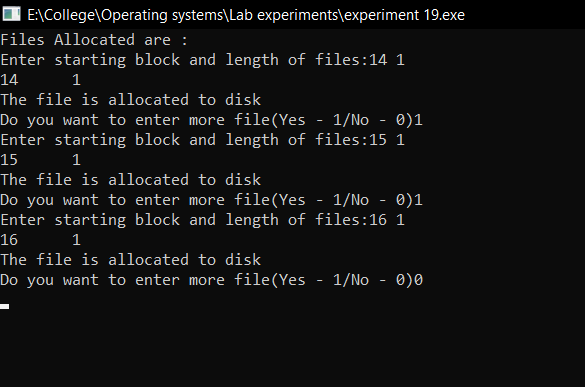 E:\College\Operating systems\Lab experiments\experiment 19.exe
Files Allocated are :
Enter starting block and length of files:14 1
14      1
The file is allocated to disk
Do you want to enter more file(Yes - 1/No - 0)1
Enter starting block and length of files:15 1
15      1
The file is allocated to disk
Do you want to enter more file(Yes - 1/No - 0)1
Enter starting block and length of files:16 1
16      1
The file is allocated to disk
Do you want to enter more file(Yes - 1/No - 0)0